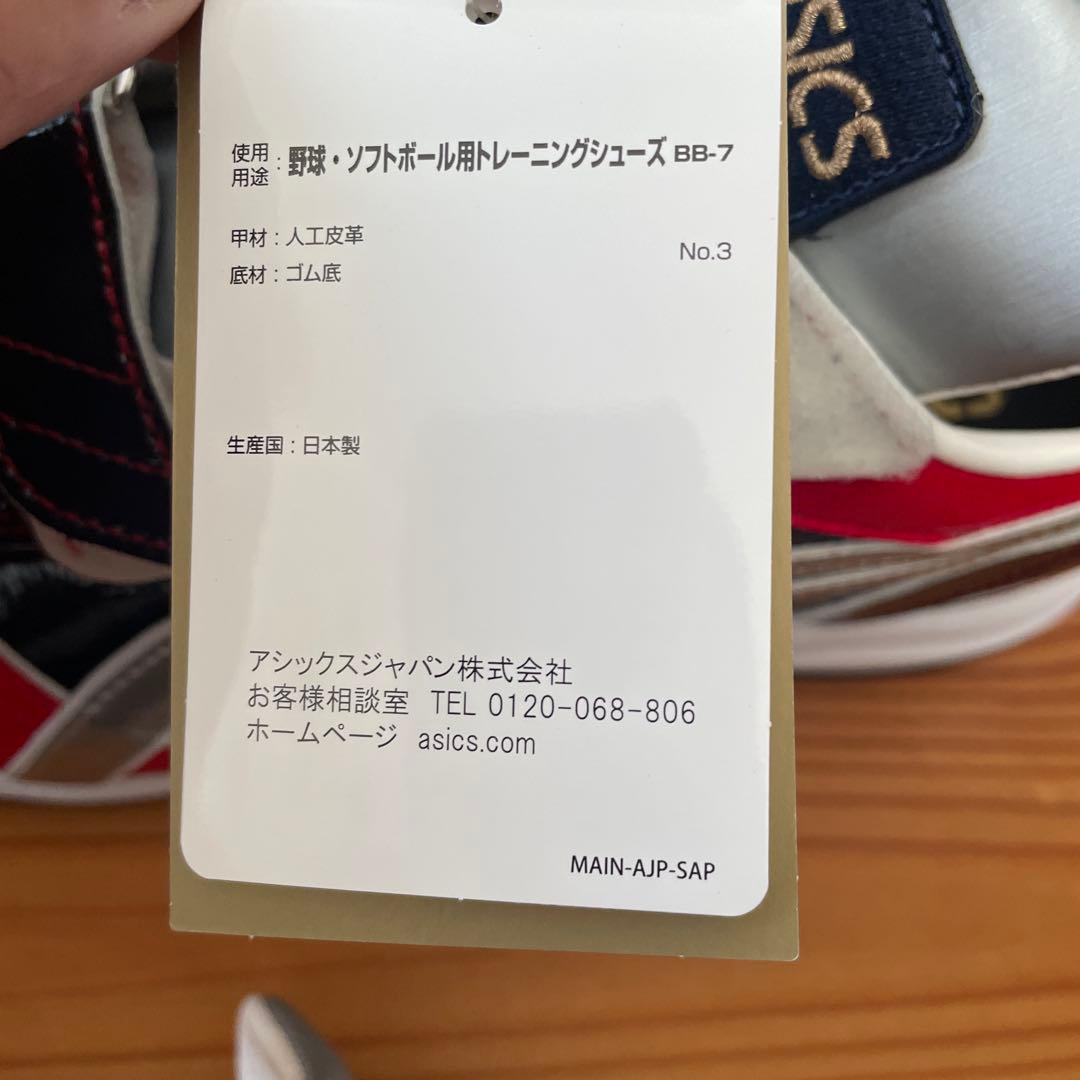 使用用途 : 野球・ソフトボール用トレーニングシューズ BB-7
甲材 : 人工皮革
No.3
底材 : ゴム底
生産国 : 日本製
アシックスジャパン株式会社
お客様相談室 TEL 0120-068-806
ホームページ asics.com
MAIN-AJP-SAP
SICS